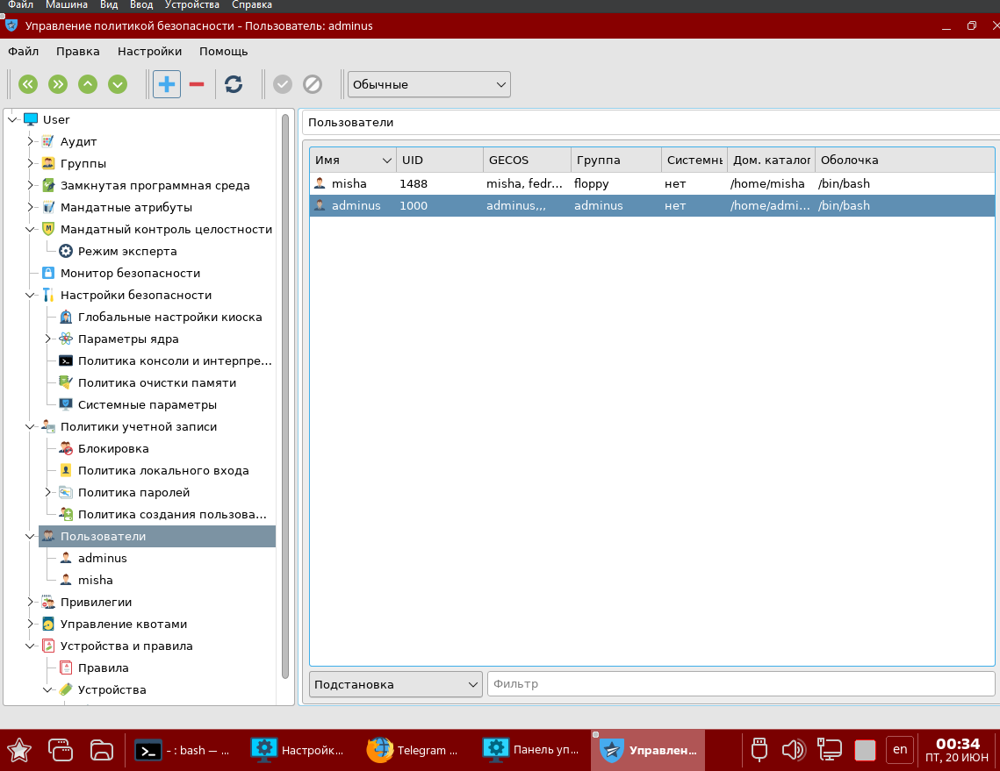 Файл Машина Вид Ввод Устройства Справка
Управление политикой безопасности - Пользователь: adminus
Файл Правка Настройки Помощь
Обычные
User
Аудит
Группы
Замкнутая программная среда
Мандатные атрибуты
Мандатный контроль целостности
Режим эксперта
Монитор безопасности
Настройки безопасности
Глобальные настройки киоска
Параметры ядра
Политика консоли и интерпре...
Политика очистки памяти
Системные параметры
Политики учетной записи
Блокировка
Политика локального входа
Политика паролей
Политика создания пользова...
Пользователи
adminus
misha
Привилегии
Управление квотами
Устройства и правила
Правила
Устройства
Пользователи
Имя UID GECOS Группа Системны Дом. каталог Оболочка
misha 1488 misha, fedr... floppy нет /home/misha /bin/bash
adminus 1000 adminus,,, adminus нет /home/admi... /bin/bash
Подстановка Фильтр
- : bash — ... Настройк... Telegram ... Панель уп... Управлен... en 00:34
ПТ, 20 ИЮН